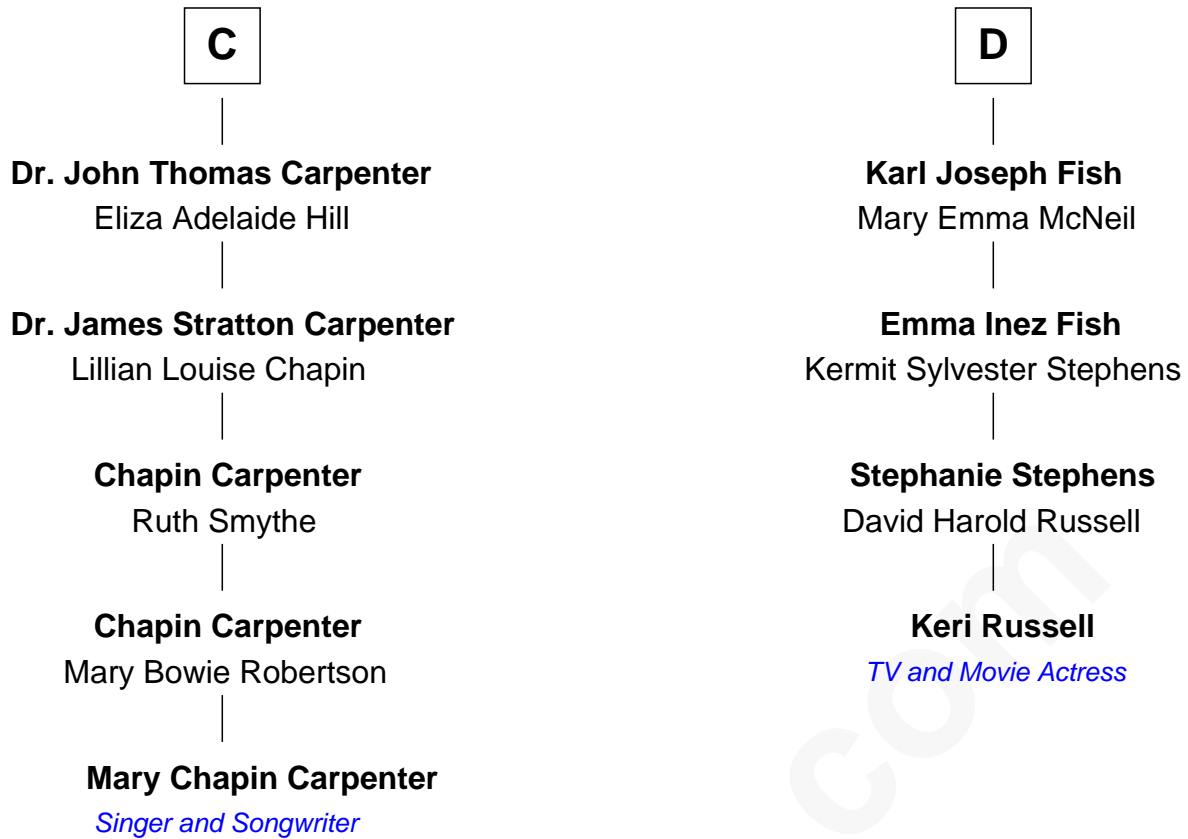 C
Dr. John Thomas Carpenter
Eliza Adelaide Hill
Dr. James Stratton Carpenter
Lillian Louise Chapin
Chapin Carpenter
Ruth Smythe
Chapin Carpenter
Mary Bowie Robertson
Mary Chapin Carpenter
Singer and Songwriter
D
Karl Joseph Fish
Mary Emma McNeil
Emma Inez Fish
Kermit Sylvester Stephens
Stephanie Stephens
David Harold Russell
Keri Russell
TV and Movie Actress
com